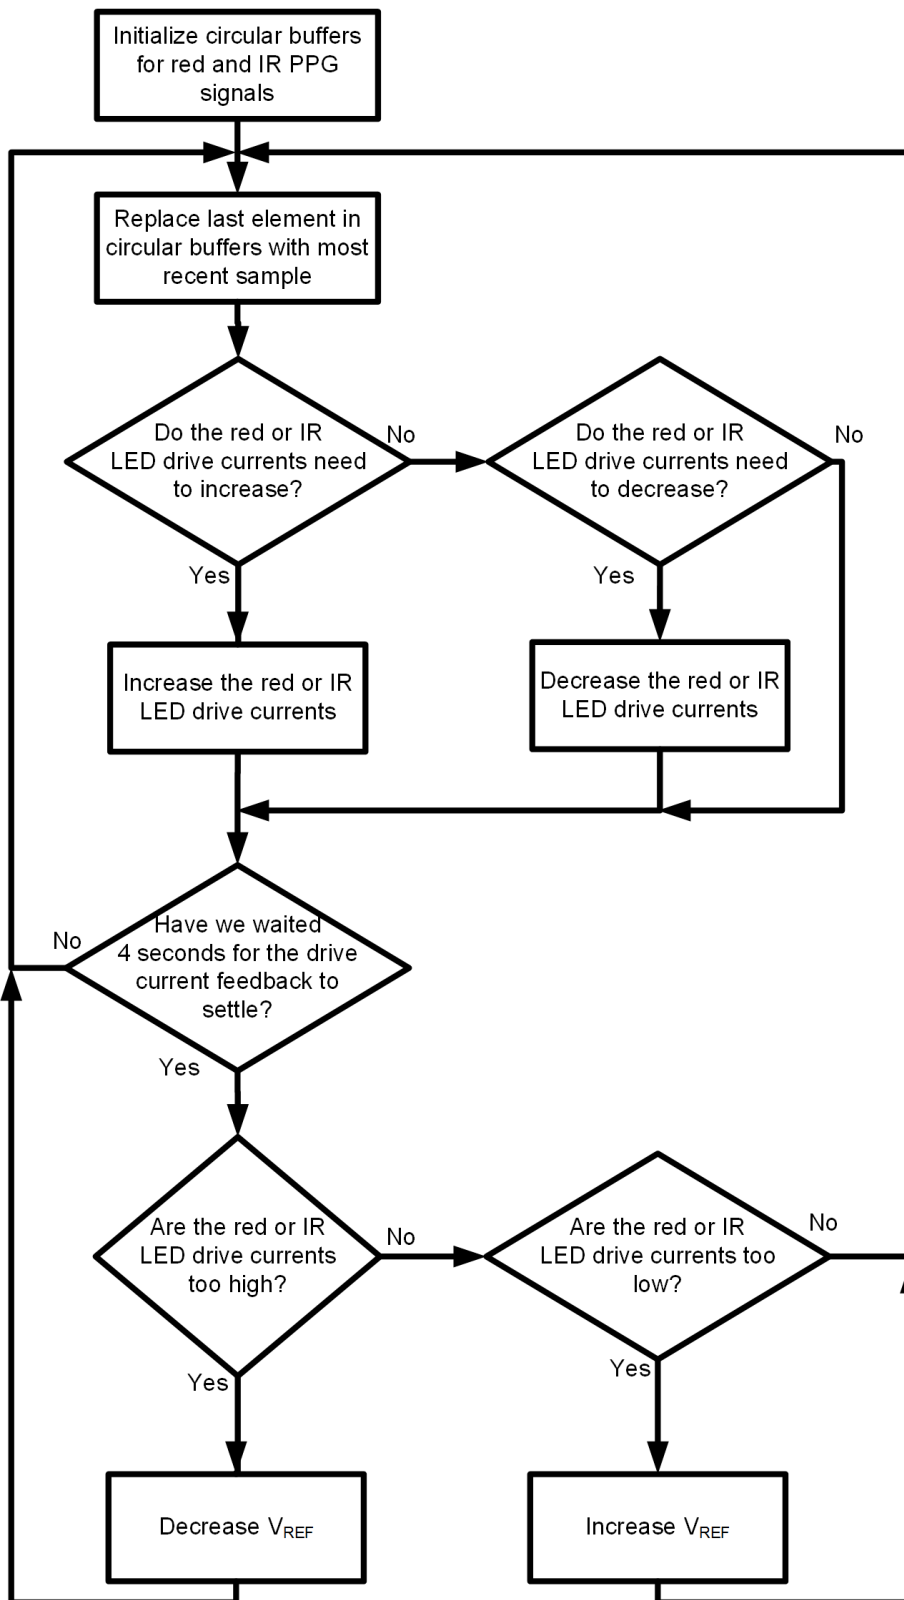 Initialize circular buffers
for red and IR PPG
signals
Replace last element in
circular buffers with most
recent sample
Do the red or IR
LED drive currents need
to increase?
No
Do the red or IR
LED drive currents need
to decrease?
No
Yes
Yes
Increase the red or IR
LED drive currents
Decrease the red or IR
LED drive currents
Have we waited
4 seconds for the drive
current feedback to
settle?
No
Yes
Are the red or IR
LED drive currents
too high?
No
Are the red or IR
LED drive currents too
low?
No
Yes
Yes
Decrease VREF
Increase VREF